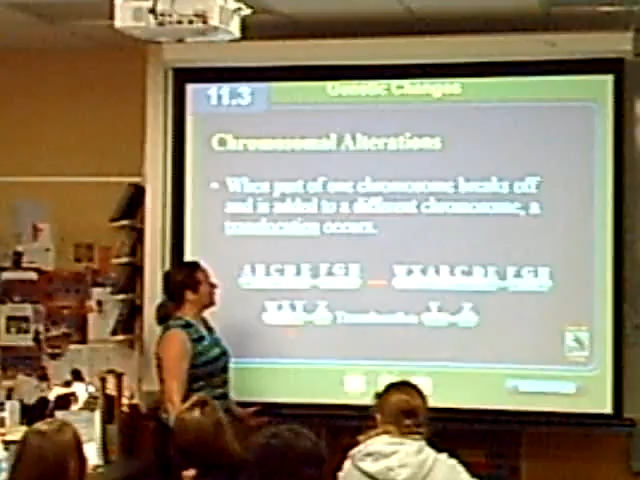 11.3 Genetic Changes
Chromosomal Alterations
• When part of one chromosome breaks off
and is added to a different chromosome, a
translocation occurs.
A B C D E F G H W X A B C D E F G H
Translocation